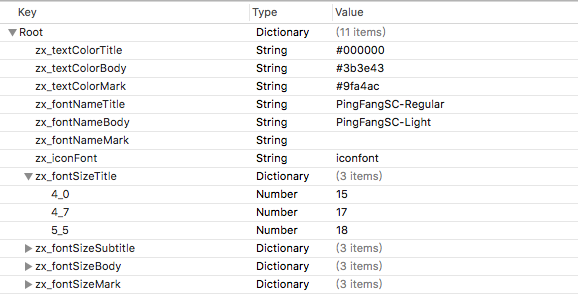 Key Type Value
Root Dictionary (11 items)
zx_textColorTitle String #000000
zx_textColorBody String #3b3e43
zx_textColorMark String #9fa4ac
zx_fontNameTitle String PingFangSC-Regular
zx_fontNameBody String PingFangSC-Light
zx_fontNameMark String
zx_iconFont String iconfont
zx_fontSizeTitle Dictionary (3 items)
4_0 Number 15
4_7 Number 17
5_5 Number 18
zx_fontSizeSubtitle Dictionary (3 items)
zx_fontSizeBody Dictionary (3 items)
zx_fontSizeMark Dictionary (3 items)